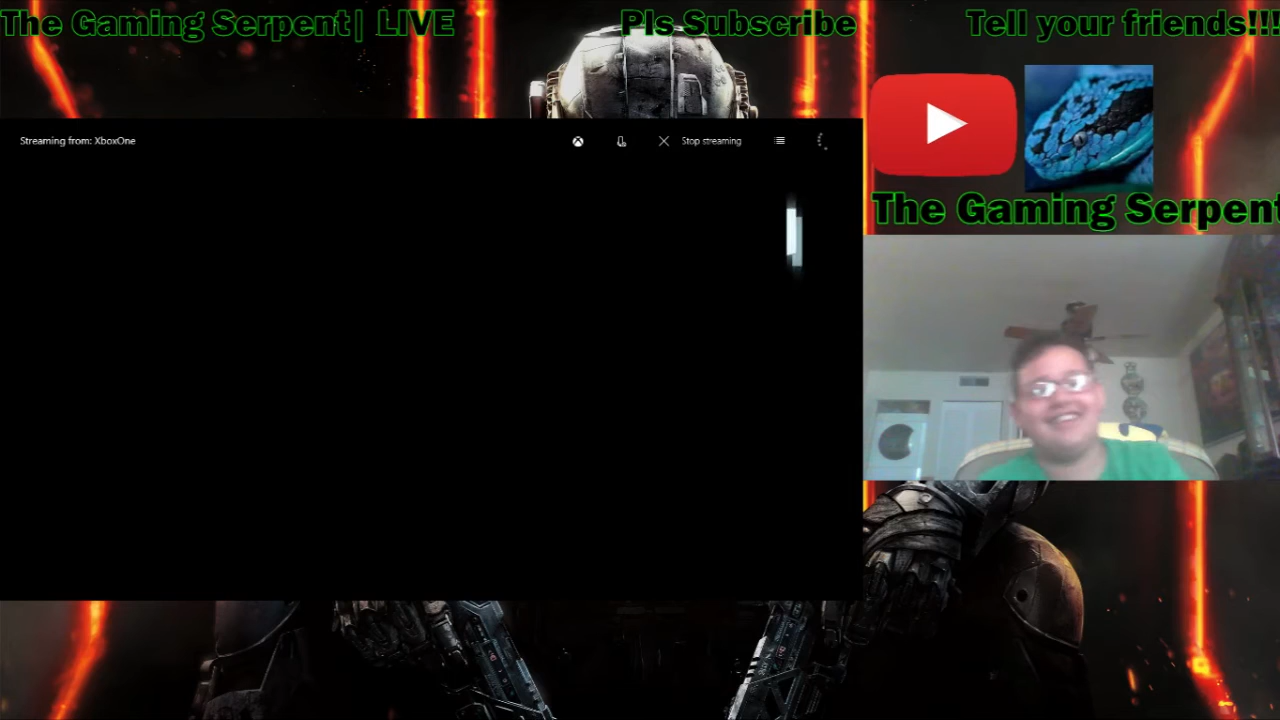 The Gaming Serpent| LIVE
Pls Subscribe
Tell your friends!!!
Streaming from: XboxOne
Stop streaming
The Gaming Serpent